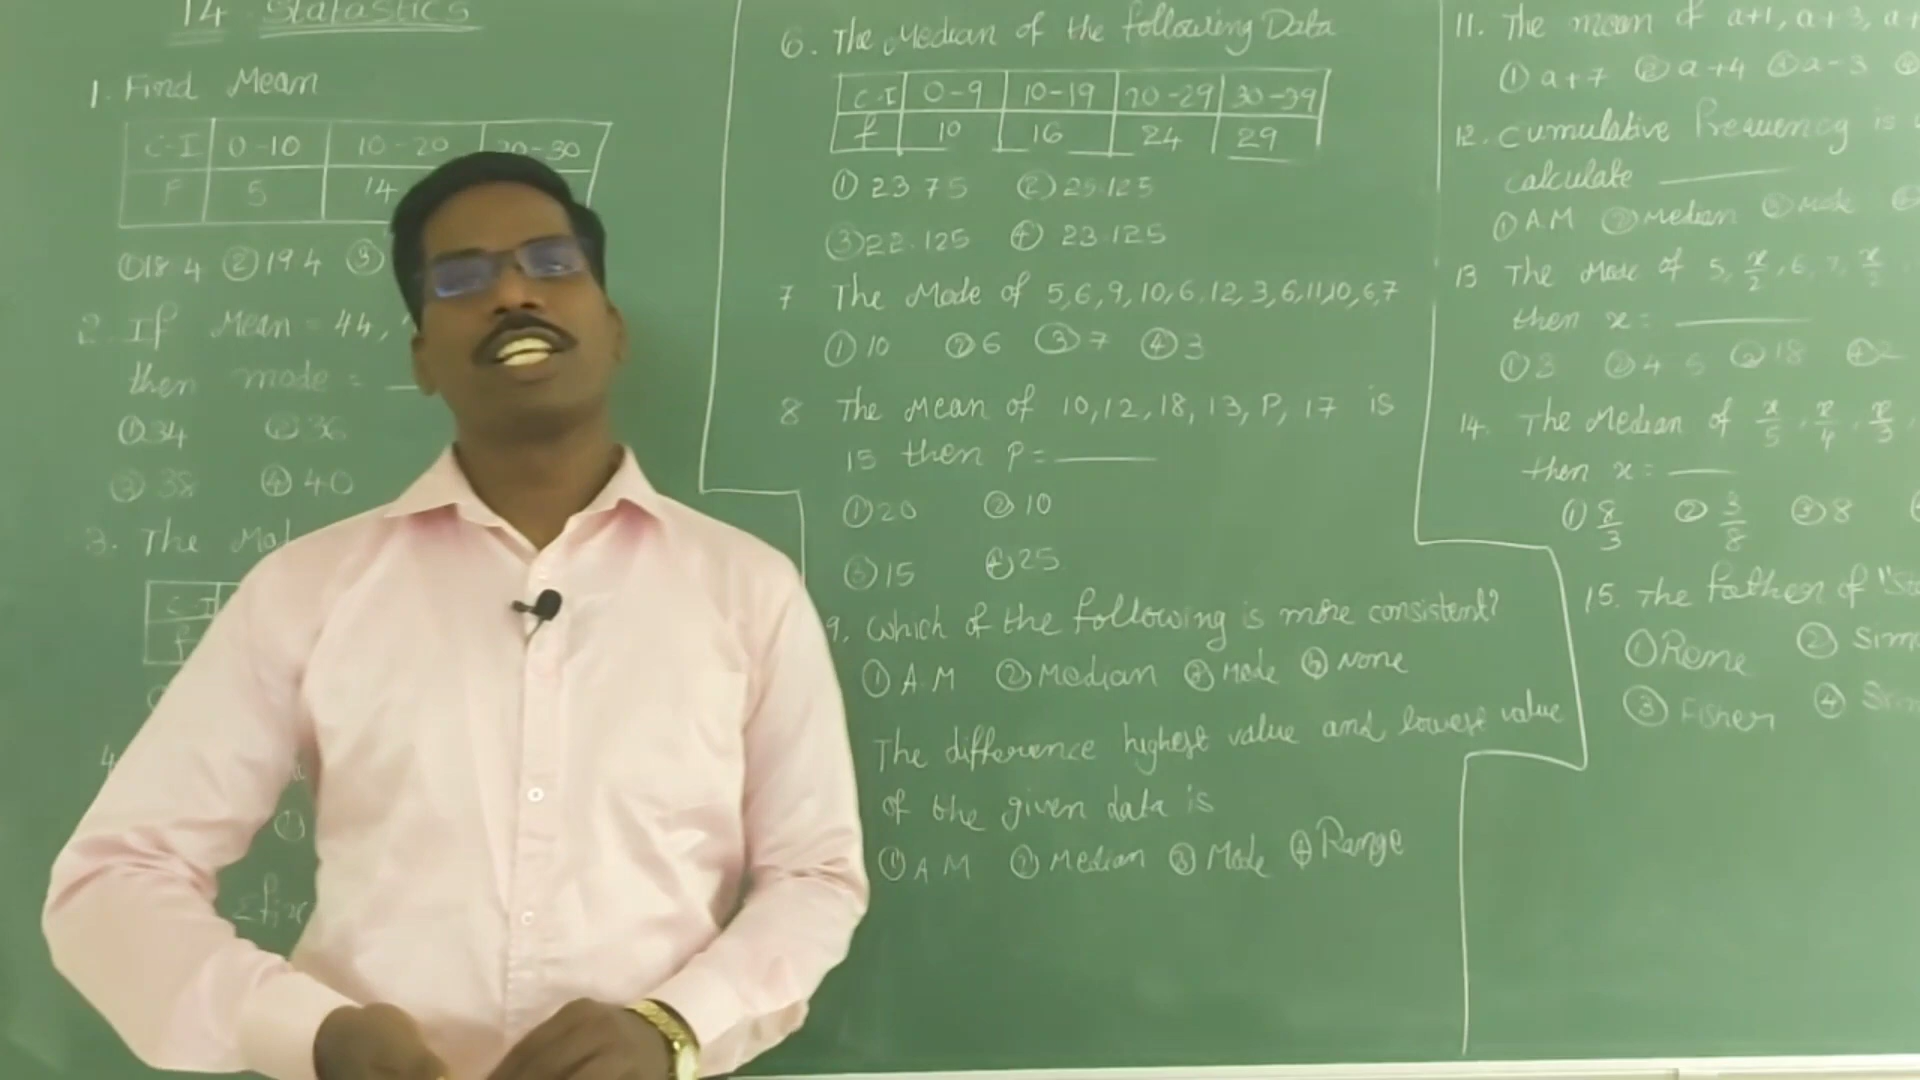 14. Statastics
1. Find Mean
C-I 0-10 10-20 20-30
F 5 14
① 18.4 ② 19.4 ③
2. If Mean = 44,
then mode =
① 34 ② 36
③ 38 ④ 40
3. The
C-I
f
4
6. The Median of the following Data
C-I 0-9 10-19 20-29 30-39
f 10 16 24 29
① 23.75 ② 25.125
③ 22.125 ④ 23.125
7 The Mode of 5,6,9,10,6,12,3,6,11,10,6,7
① 10 ② 6 ③ 7 ④ 3
8 The Mean of 10,12,18,13,P,17 is
15 then P=
① 20 ② 10
③ 15 ④ 25
9. Which of the following is more consistent?
① A.M ② Median ③ Mode ④ None
The difference highest value and lowest value
of the given data is
① A M ② Median ③ Mode ④ Range
11. The mean of a+1, a+3,
① a+7 ② a+4 ③ a-3
12. Cumulative Frequency is
calculate
① A.M ② Median ③ Mode
13 The Mode of 5, x/2, 6, 7, x/2
then x =
① 3 ③ 18 ④ 2
14. The Median of x/5, x/4, x/3,
then x =
① 8/3 ② 3/8 ③ 8
15. The father of
① Rene ②
③ Fisher ④